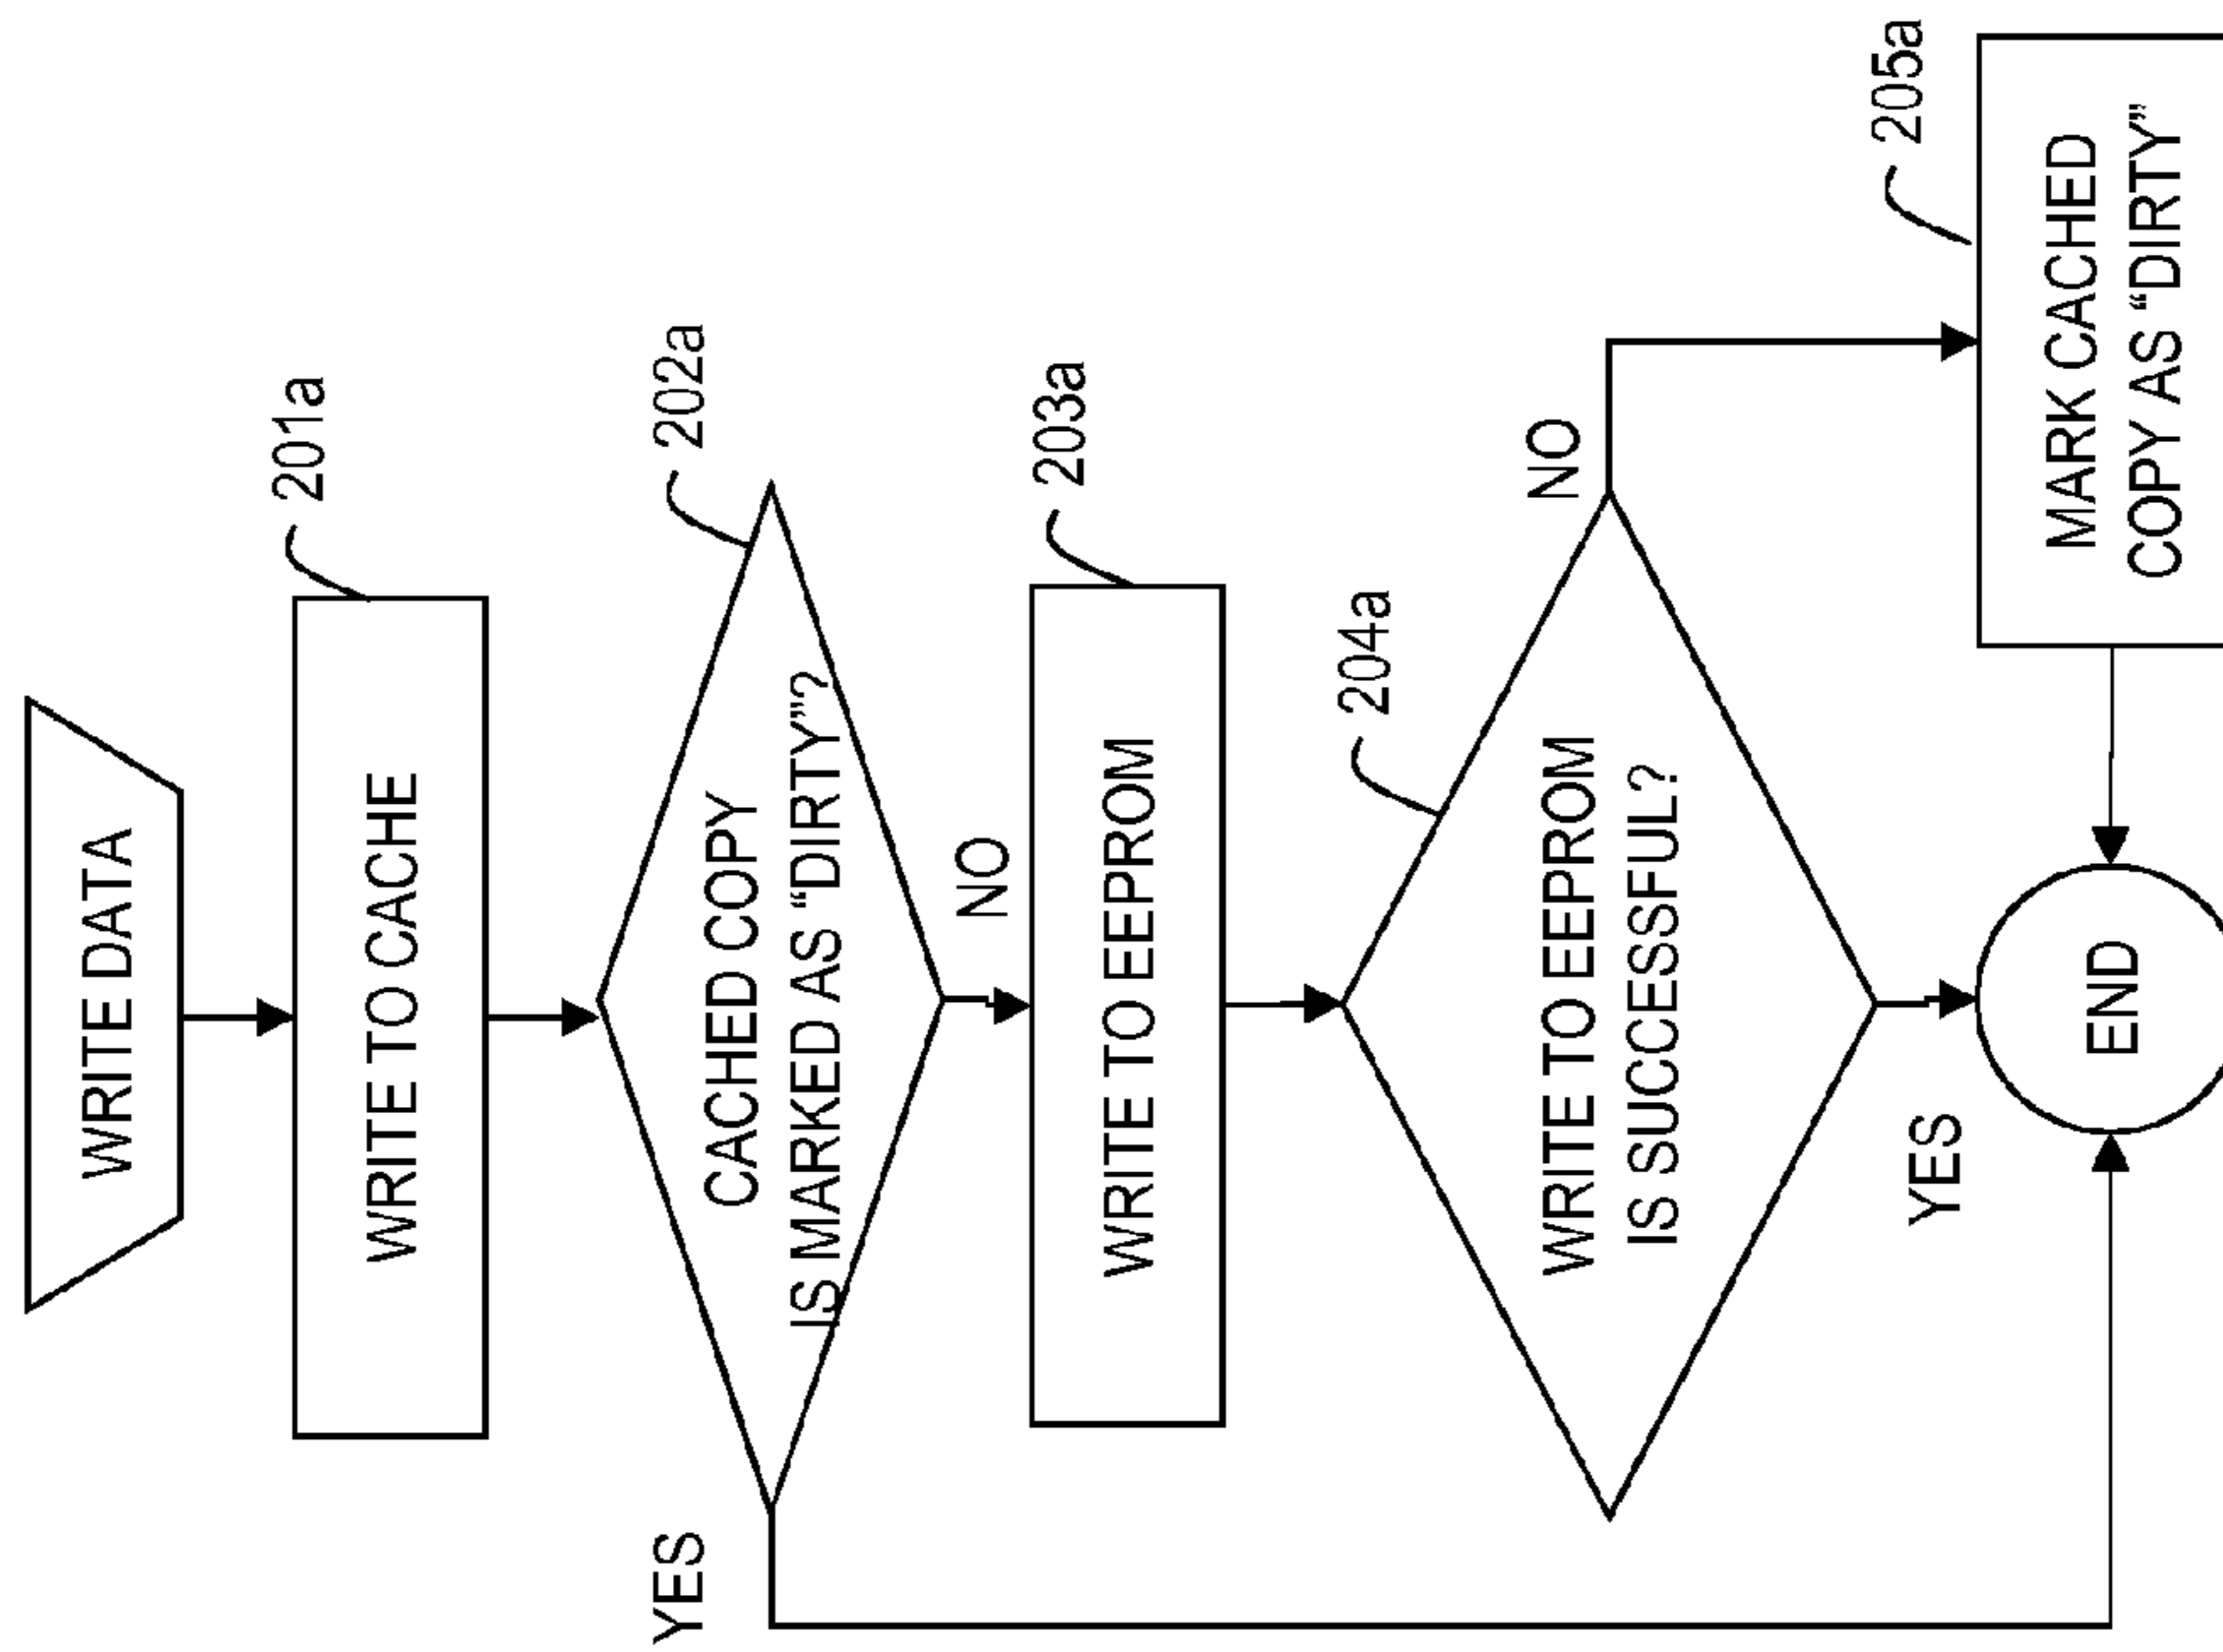 WRITE DATA
201a
WRITE TO CACHE
202a
CACHED COPY
IS MARKED AS “DIRTY”?
YES
NO
203a
WRITE TO EEPROM
204a
WRITE TO EEPROM
IS SUCCESSFUL?
NO
YES
205a
MARK CACHED
COPY AS “DIRTY”
END